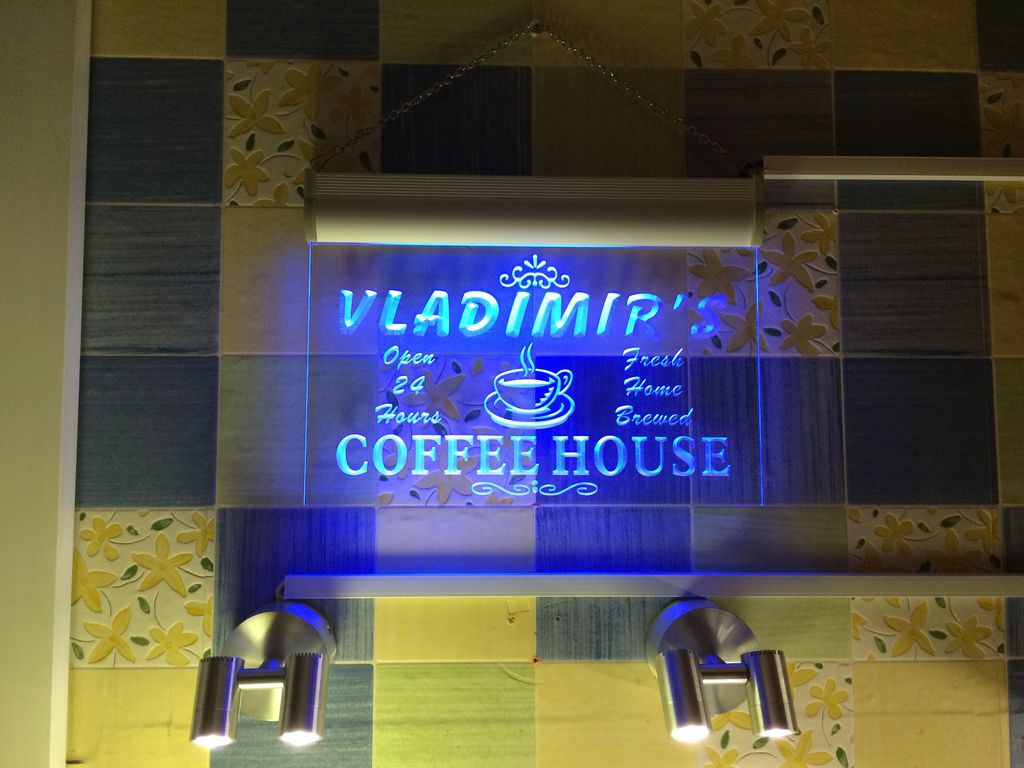 VLADIMIR'S
Open
24
Hours
Fresh
Home
Brewed
COFFEE HOUSE